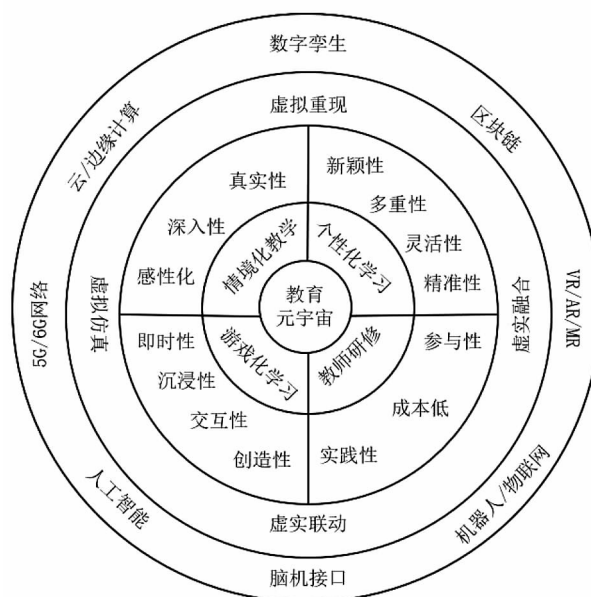 数字孪生
云/边缘计算
区块链
5G/6G网络
VR/AR/MR
人工智能
机器人/物联网
脑机接口
虚拟重现
虚拟仿真
虚实融合
虚实联动
真实性
深入性
感性化
新颖性
多重性
灵活性
精准性
即时性
沉浸性
交互性
创造性
参与性
成本低
实践性
情境化教学
个性化学习
游戏化学习
教师研修
教育
元宇宙